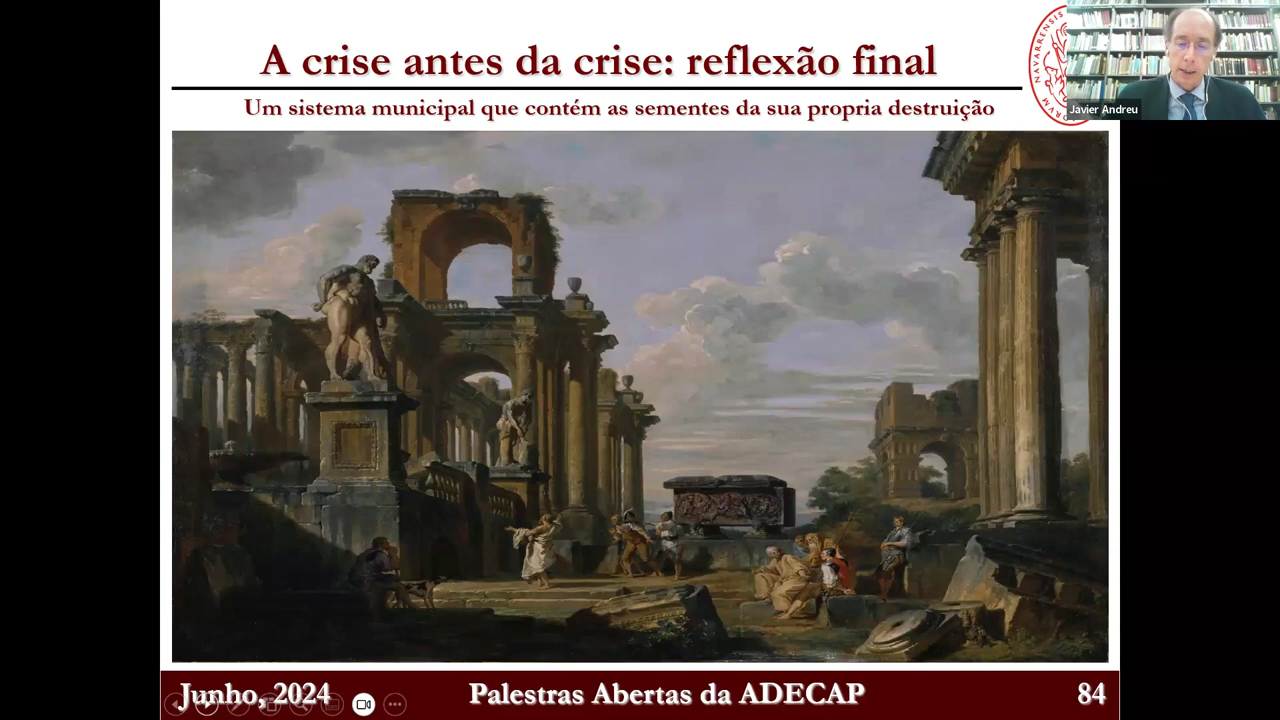 A crise antes da crise: reflexão final
Um sistema municipal que contém as sementes da sua propria destruição
NAVARRENSIS
Javier Andreu
Junho, 2024
Palestras Abertas da ADECAP
84